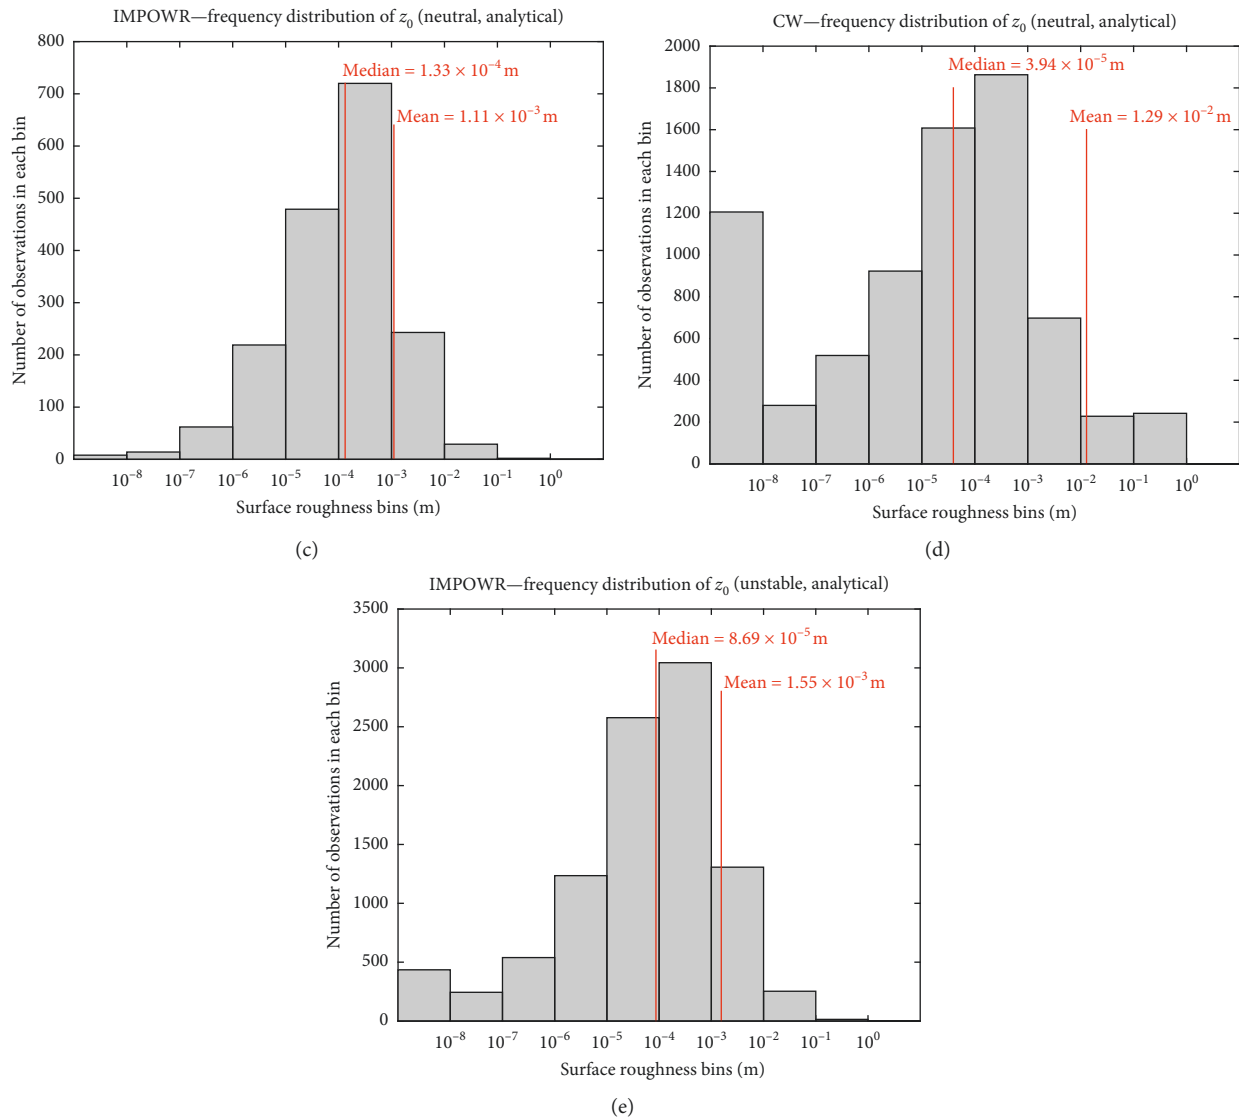 IMPOWR—frequency distribution of z₀ (neutral, analytical)
800
700
600
500
400
300
200
100
0
Number of observations in each bin
Median = 1.33 × 10⁻⁴ m
Mean = 1.11 × 10⁻³ m
10⁻⁸ 10⁻⁷ 10⁻⁶ 10⁻⁵ 10⁻⁴ 10⁻³ 10⁻² 10⁻¹ 10⁰
Surface roughness bins (m)
(c)
CW—frequency distribution of z₀ (neutral, analytical)
2000
1800
1600
1400
1200
1000
800
600
400
200
0
Number of observations in each bin
Median = 3.94 × 10⁻⁵ m
Mean = 1.29 × 10⁻² m
10⁻⁸ 10⁻⁷ 10⁻⁶ 10⁻⁵ 10⁻⁴ 10⁻³ 10⁻² 10⁻¹ 10⁰
Surface roughness bins (m)
(d)
IMPOWR—frequency distribution of z₀ (unstable, analytical)
3500
3000
2500
2000
1500
1000
500
0
Number of observations in each bin
Median = 8.69 × 10⁻⁵ m
Mean = 1.55 × 10⁻³ m
10⁻⁸ 10⁻⁷ 10⁻⁶ 10⁻⁵ 10⁻⁴ 10⁻³ 10⁻² 10⁻¹ 10⁰
Surface roughness bins (m)
(e)